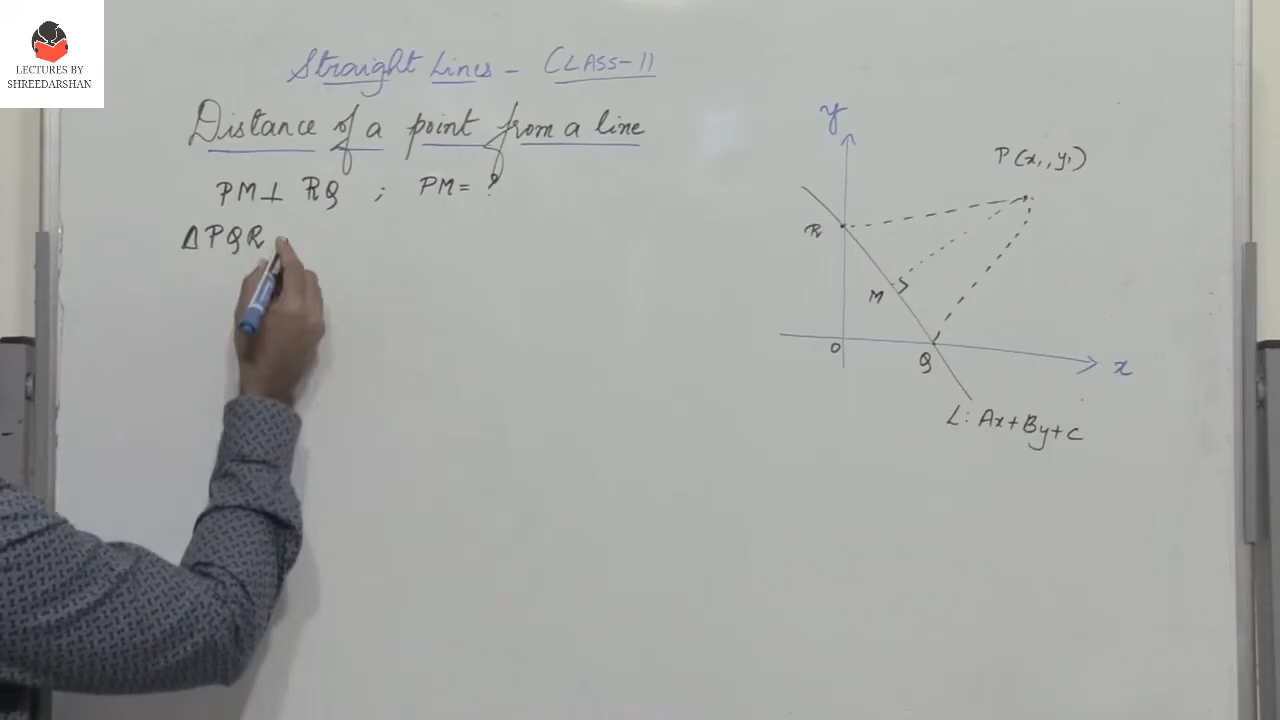 LECTURES BY
SHREEDARSHAN
Straight Lines - CLASS-11
Distance of a point from a line
PM ⊥ RQ ; PM = ?
Δ PQR
y
P(x₁, y₁)
R
M
O
Q
x
L: Ax + By + C